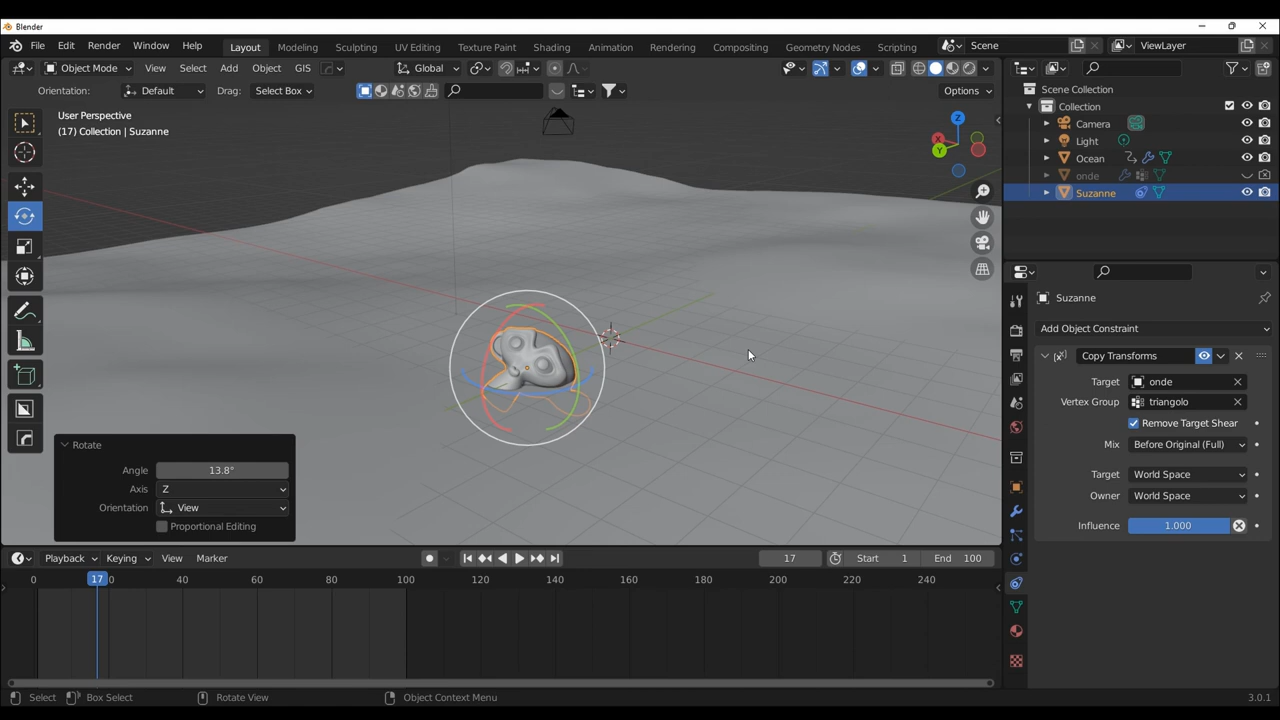 Blender
File Edit Render Window Help Layout Modeling Sculpting UV Editing Texture Paint Shading Animation Rendering Compositing Geometry Nodes Scripting Scene ViewLayer
Object Mode View Select Add Object GIS Global
Orientation: Default Drag: Select Box Options
User Perspective
(17) Collection | Suzanne
X Y Z
Scene Collection
Collection
Camera
Light
Ocean
onde
Suzanne
Suzanne
Add Object Constraint
Copy Transforms
Target onde
Vertex Group triangolo
Remove Target Shear
Mix Before Original (Full)
Target World Space
Owner World Space
Influence 1.000
Rotate
Angle 13.8°
Axis Z
Orientation View
Proportional Editing
Playback Keying View Marker 17 Start 1 End 100
0 17 0 40 60 80 100 120 140 160 180 200 220 240
Select Box Select Rotate View Object Context Menu 3.0.1